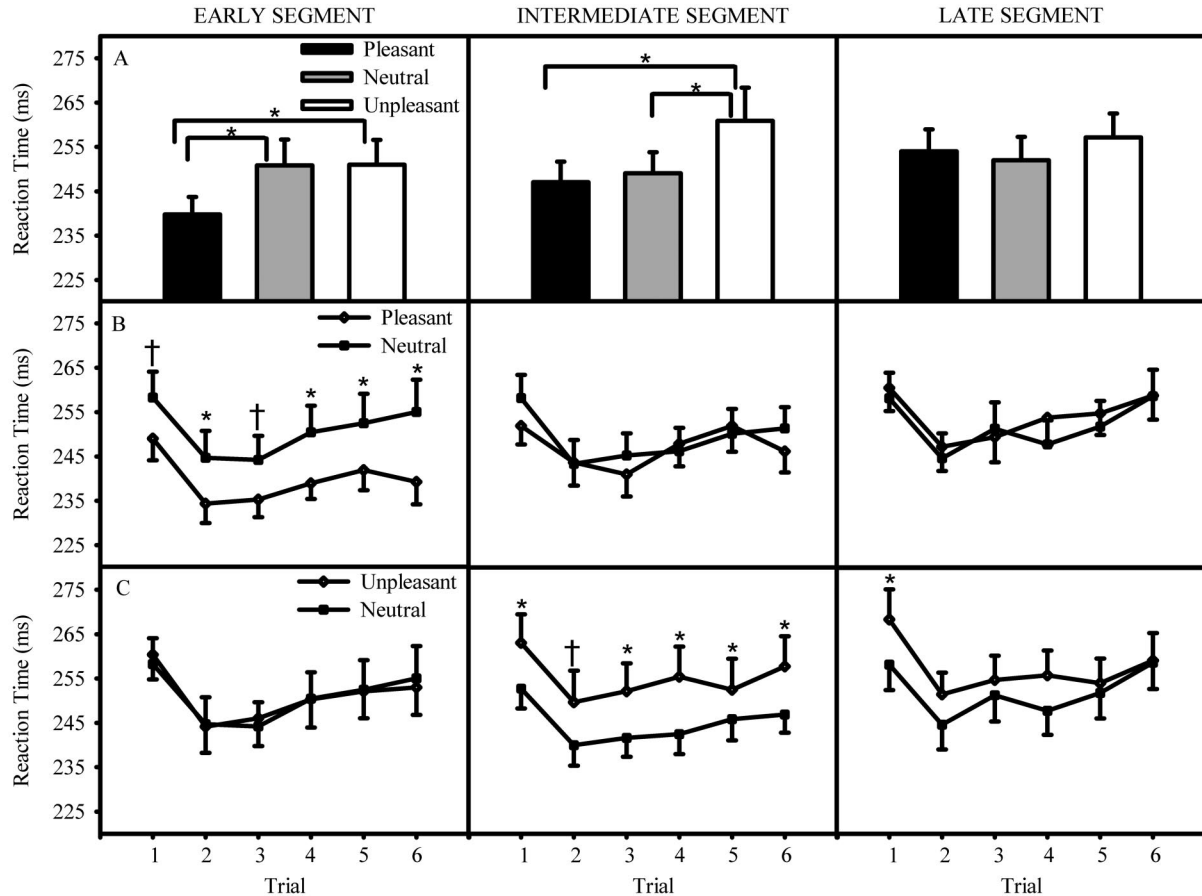 EARLY SEGMENT INTERMEDIATE SEGMENT LATE SEGMENT
A
Pleasant
Neutral
Unpleasant
* * * *
Reaction Time (ms)
275
265
255
245
235
225
B
Pleasant
Neutral
† * † * * *
Reaction Time (ms)
275
265
255
245
235
225
C
Unpleasant
Neutral
* † * * * * *
Reaction Time (ms)
275
265
255
245
235
225
1 2 3 4 5 6 1 2 3 4 5 6 1 2 3 4 5 6
Trial Trial Trial